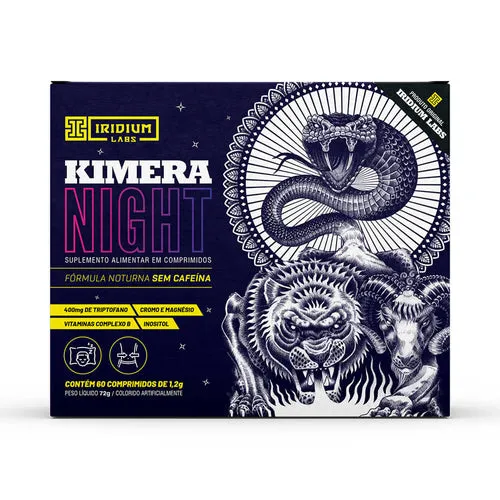 PRODUTO ORIGINAL
IRIDIUM LABS
IRIDIUM
LABS
KIMERA
NIGHT
SUPLEMENTO ALIMENTAR EM COMPRIMIDOS
FÓRMULA NOTURNA SEM CAFEÍNA
400mg DE TRIPTOFANO
CROMO E MAGNÉSIO
VITAMINAS COMPLEXO B
INOSITOL
CONTÉM 60 COMPRIMIDOS DE 1,2g
PESO LÍQUIDO 72g / COLORIDO ARTIFICIALMENTE